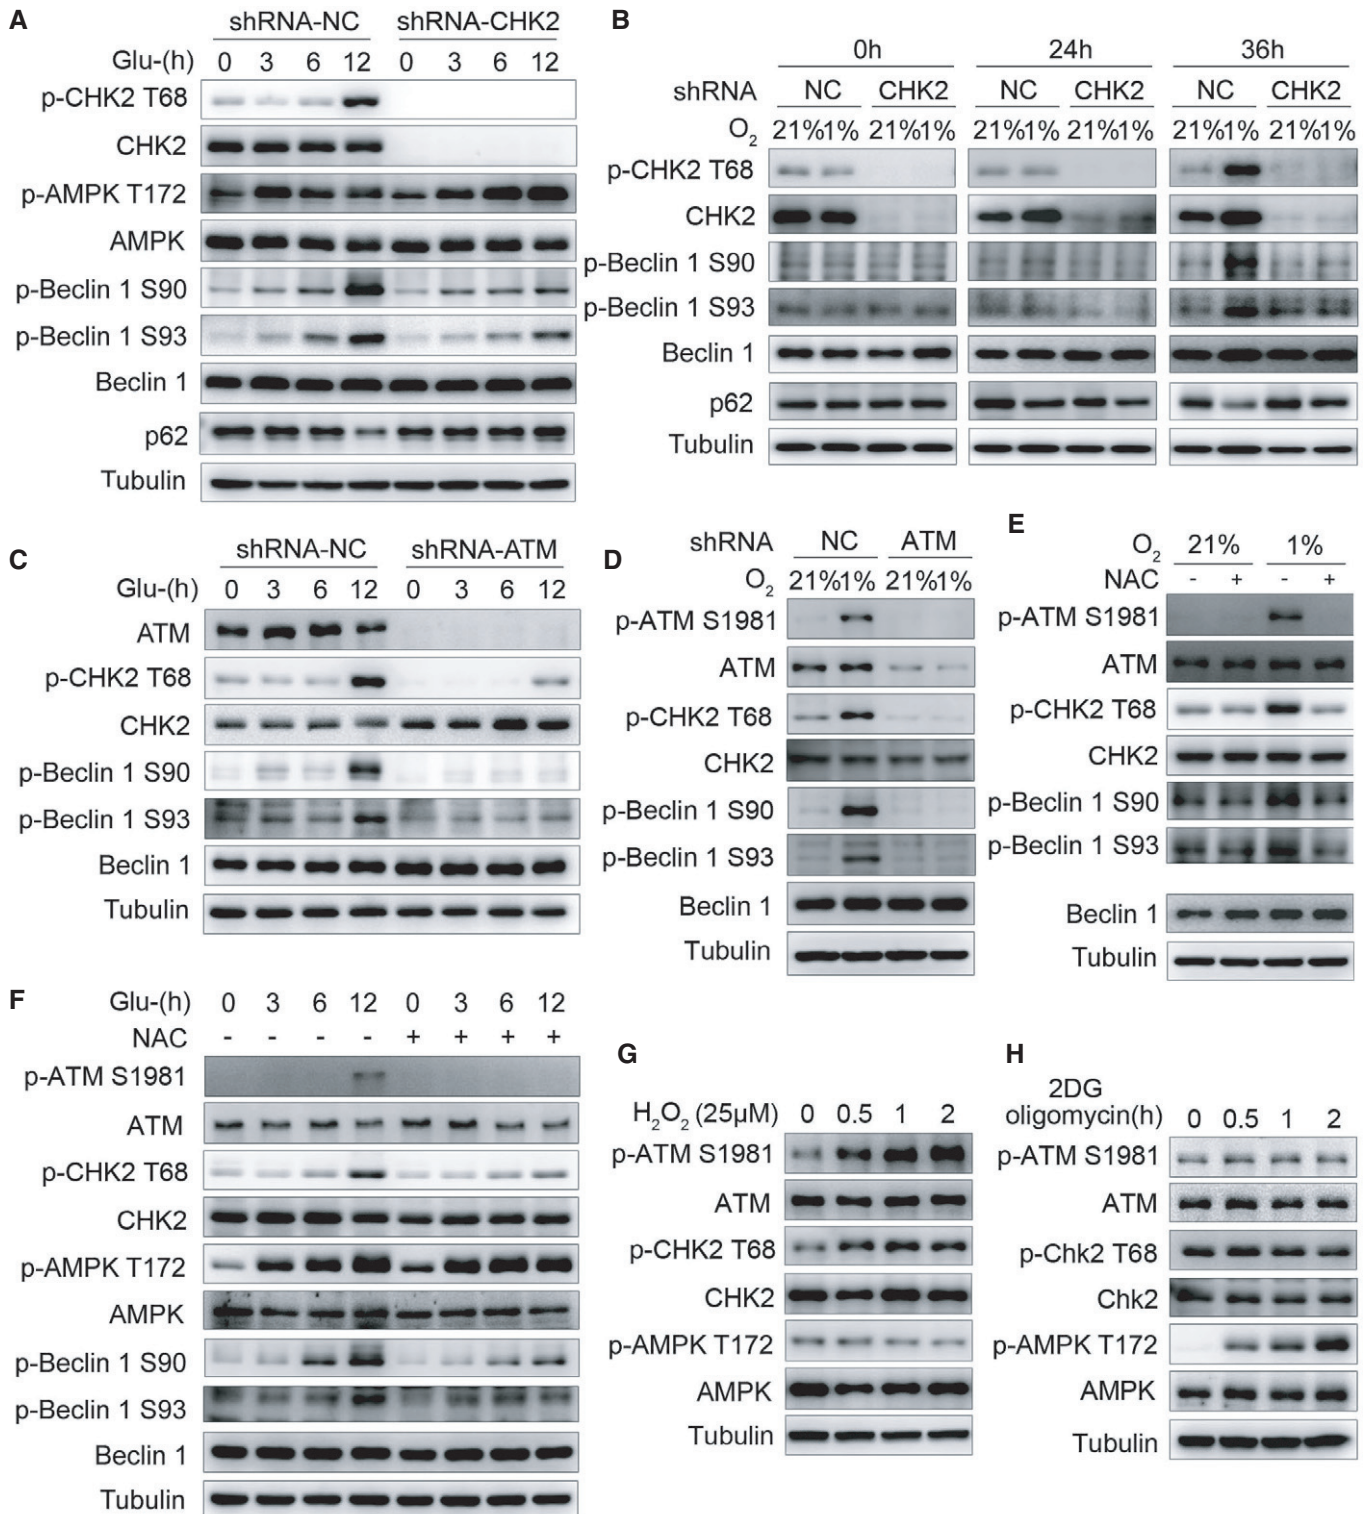 A
shRNA-NC shRNA-CHK2
Glu-(h) 0 3 6 12 0 3 6 12
p-CHK2 T68
CHK2
p-AMPK T172
AMPK
p-Beclin 1 S90
p-Beclin 1 S93
Beclin 1
p62
Tubulin
B
0h 24h 36h
shRNA NC CHK2 NC CHK2 NC CHK2
O2 21%1% 21%1% 21%1% 21%1% 21%1% 21%1%
p-CHK2 T68
CHK2
p-Beclin 1 S90
p-Beclin 1 S93
Beclin 1
p62
Tubulin
C
shRNA-NC shRNA-ATM
Glu-(h) 0 3 6 12 0 3 6 12
ATM
p-CHK2 T68
CHK2
p-Beclin 1 S90
p-Beclin 1 S93
Beclin 1
Tubulin
D
shRNA NC ATM
O2 21%1% 21%1%
p-ATM S1981
ATM
p-CHK2 T68
CHK2
p-Beclin 1 S90
p-Beclin 1 S93
Beclin 1
Tubulin
E
O2 21% 1%
NAC - + - +
p-ATM S1981
ATM
p-CHK2 T68
CHK2
p-Beclin 1 S90
p-Beclin 1 S93
Beclin 1
Tubulin
F
Glu-(h) 0 3 6 12 0 3 6 12
NAC - - - - + + + +
p-ATM S1981
ATM
p-CHK2 T68
CHK2
p-AMPK T172
AMPK
p-Beclin 1 S90
p-Beclin 1 S93
Beclin 1
Tubulin
G
H2O2 (25μM) 0 0.5 1 2
p-ATM S1981
ATM
p-CHK2 T68
CHK2
p-AMPK T172
AMPK
Tubulin
H
2DG
oligomycin(h) 0 0.5 1 2
p-ATM S1981
ATM
p-Chk2 T68
Chk2
p-AMPK T172
AMPK
Tubulin